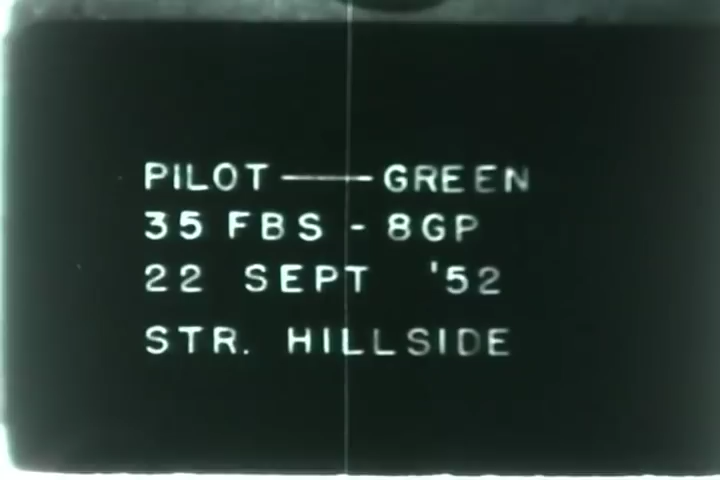 PILOT — GREEN
35 FBS - 8GP
22 SEPT '52
STR. HILLSIDE